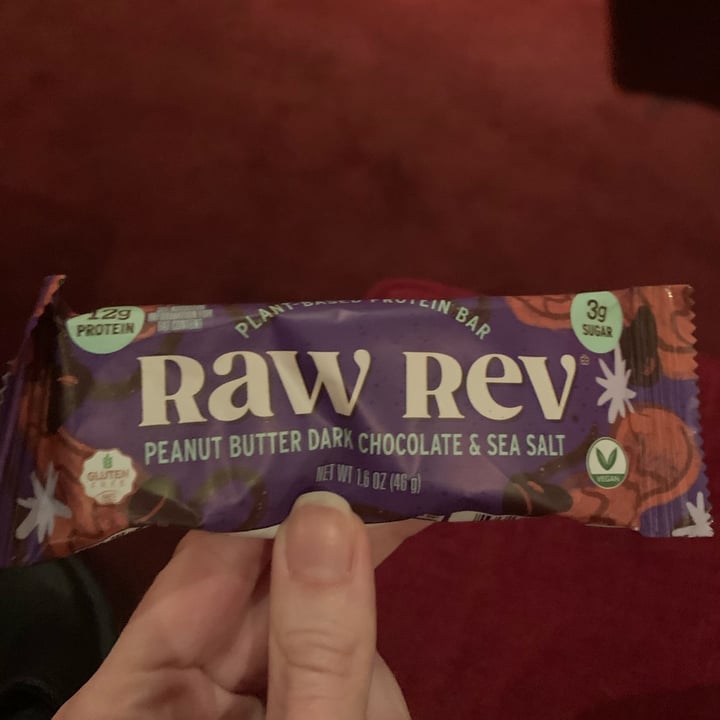 PLANT-BASED PROTEIN BAR
12g
PROTEIN
3g
SUGAR
Raw Rev
PEANUT BUTTER DARK CHOCOLATE & SEA SALT
NET WT 1.6 OZ (46 g)
GLUTEN
FREE
VEGAN